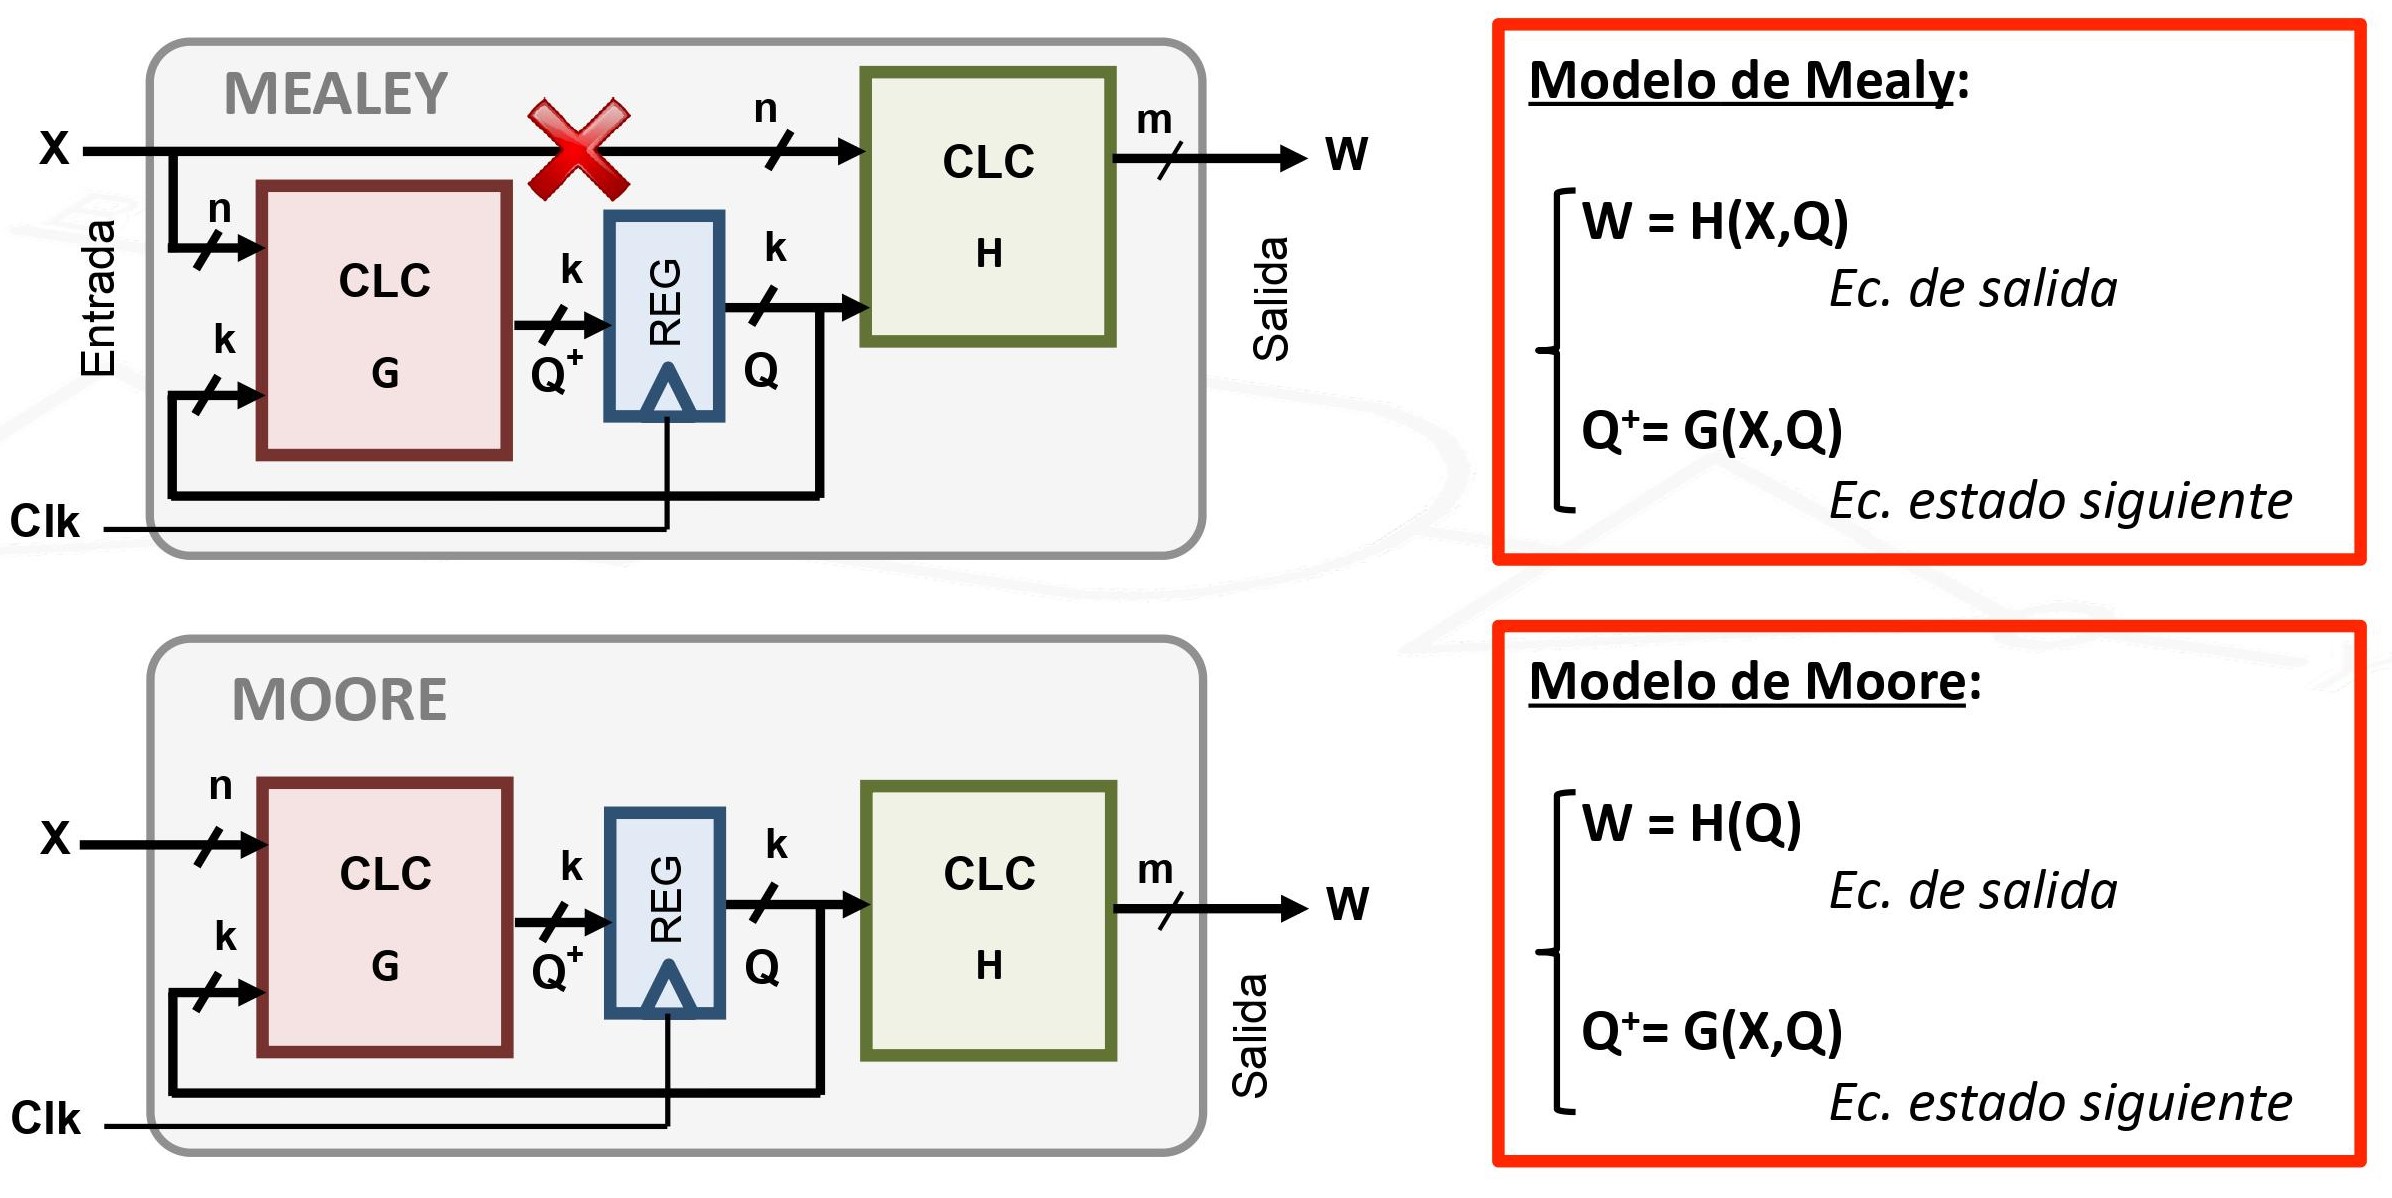 MEALEY
X
Entrada
n
k
CLC
G
k
Q⁺
REG
k
Q
n
CLC
H
m
W
Salida
Clk
Modelo de Mealy:
W = H(X,Q)
Ec. de salida
Q⁺= G(X,Q)
Ec. estado siguiente
MOORE
X
n
k
CLC
G
k
Q⁺
REG
k
Q
CLC
H
m
W
Salida
Clk
Modelo de Moore:
W = H(Q)
Ec. de salida
Q⁺= G(X,Q)
Ec. estado siguiente